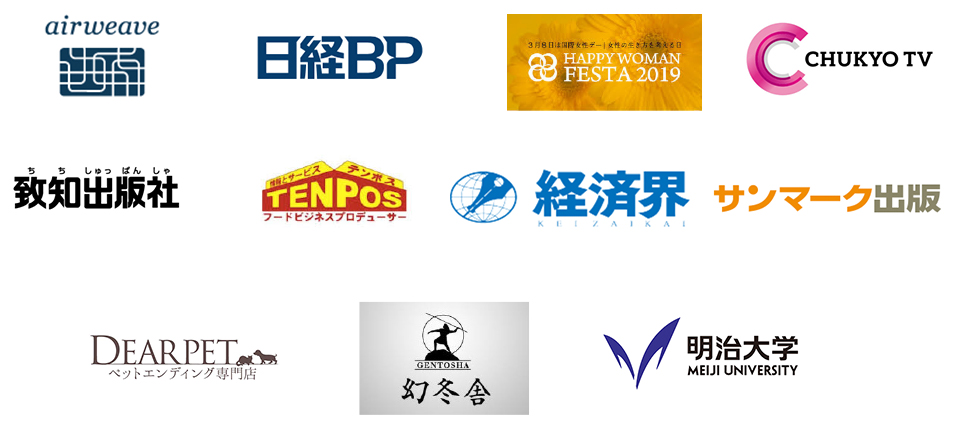 airweave
日経BP
3月8日は国際女性デー｜女性の生き方を考える日
HAPPY WOMAN
FESTA 2019
CHUKYO TV
ち ち しゅっ ぱん しゃ
致知出版社
情報とサービス
テンポス
TENPOS
フードビジネスプロデューサー
経済界
KEIZAIKAI
サンマーク出版
DEARPET
ペットエンディング専門店
GENTOSHA
幻冬舎
明治大学
MEIJI UNIVERSITY